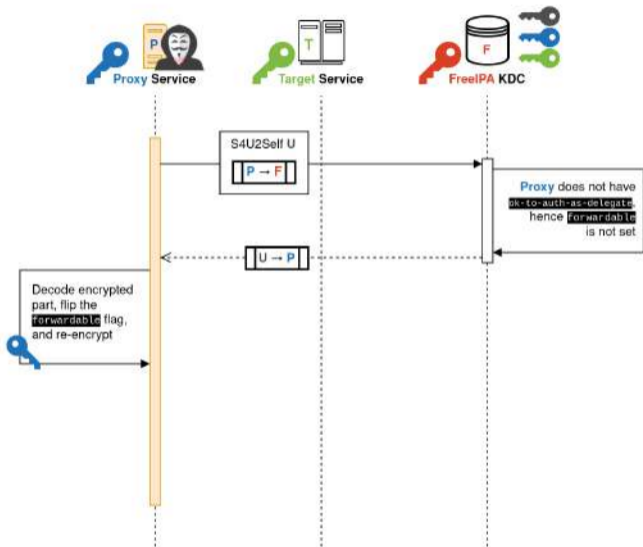 P
T
F
Proxy Service
Target Service
FreeIPA KDC
S4U2Self U
P → F
Proxy does not have
ok-to-auth-as-delegate,
hence forwardable
is not set
U → P
Decode encrypted
part, flip the
forwardable flag,
and re-encrypt